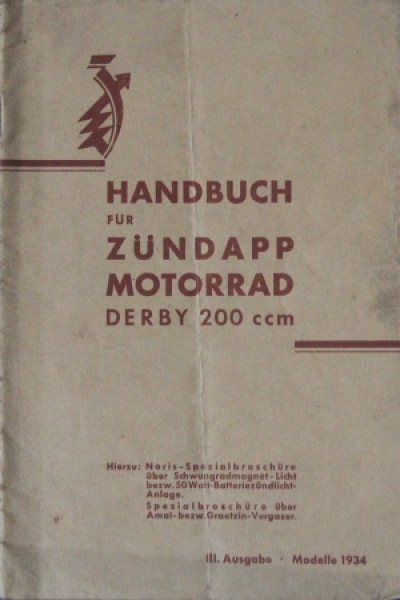 HANDBUCH
FÜR
ZÜNDAPP
MOTORRAD
DERBY 200 ccm
Hierzu: Noris-Spezialbroschüre
über Schwungradmagnet-Licht
bezw. 50 Watt-Batteriezündlicht-
Anlage.
Spezialbroschüre über
Amal- bezw. Graetzin-Vergaser.
III. Ausgabe · Modelle 1934